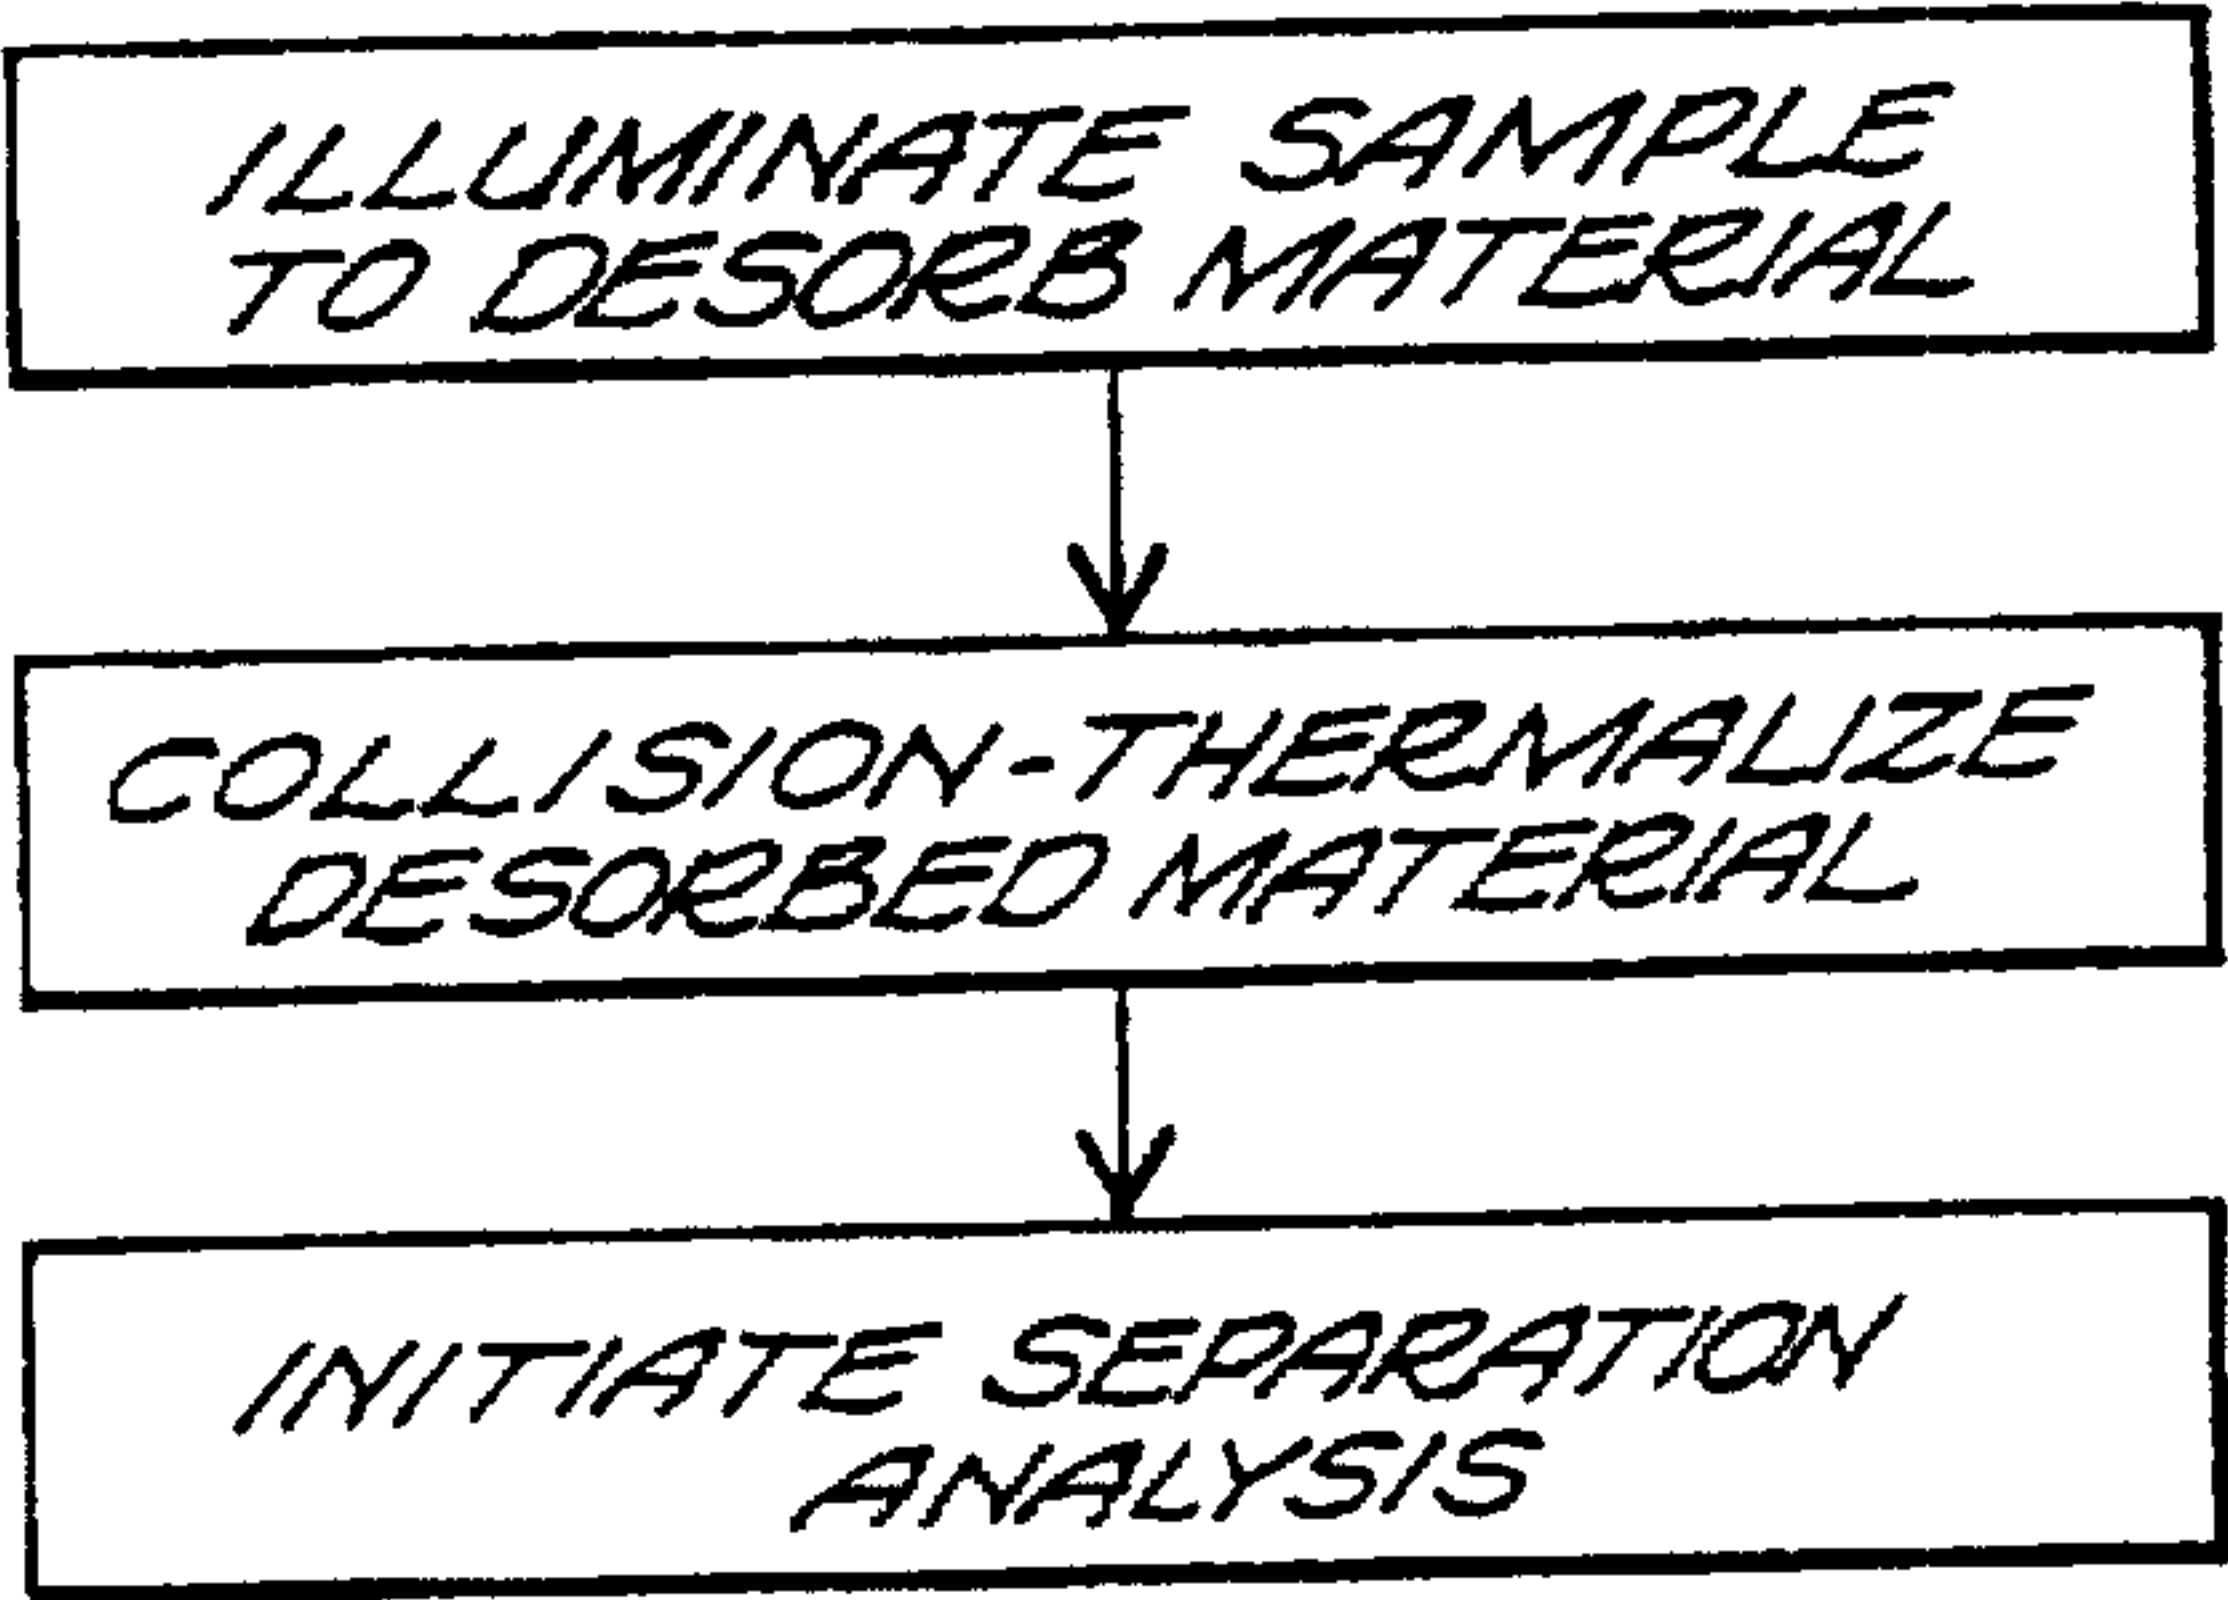 ILLUMINATE SAMPLE
TO DESORB MATERIAL
COLLISION-THERMALIZE
DESORBED MATERIAL
INITIATE SEPARATION
ANALYSIS